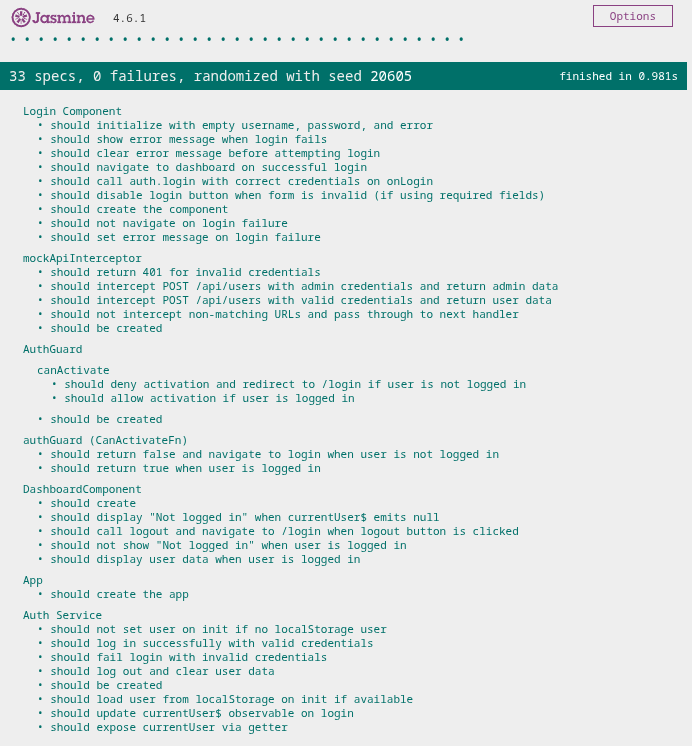 Jasmine 4.6.1 Options
• • • • • • • • • • • • • • • • • • • • • • • • • • • • • • • • •
33 specs, 0 failures, randomized with seed 20605 finished in 0.981s
Login Component
• should initialize with empty username, password, and error
• should show error message when login fails
• should clear error message before attempting login
• should navigate to dashboard on successful login
• should call auth.login with correct credentials on onLogin
• should disable login button when form is invalid (if using required fields)
• should create the component
• should not navigate on login failure
• should set error message on login failure
mockApiInterceptor
• should return 401 for invalid credentials
• should intercept POST /api/users with admin credentials and return admin data
• should intercept POST /api/users with valid credentials and return user data
• should not intercept non-matching URLs and pass through to next handler
• should be created
AuthGuard
canActivate
• should deny activation and redirect to /login if user is not logged in
• should allow activation if user is logged in
• should be created
authGuard (CanActivateFn)
• should return false and navigate to login when user is not logged in
• should return true when user is logged in
DashboardComponent
• should create
• should display "Not logged in" when currentUser$ emits null
• should call logout and navigate to /login when logout button is clicked
• should not show "Not logged in" when user is logged in
• should display user data when user is logged in
App
• should create the app
Auth Service
• should not set user on init if no localStorage user
• should log in successfully with valid credentials
• should fail login with invalid credentials
• should log out and clear user data
• should be created
• should load user from localStorage on init if available
• should update currentUser$ observable on login
• should expose currentUser via getter